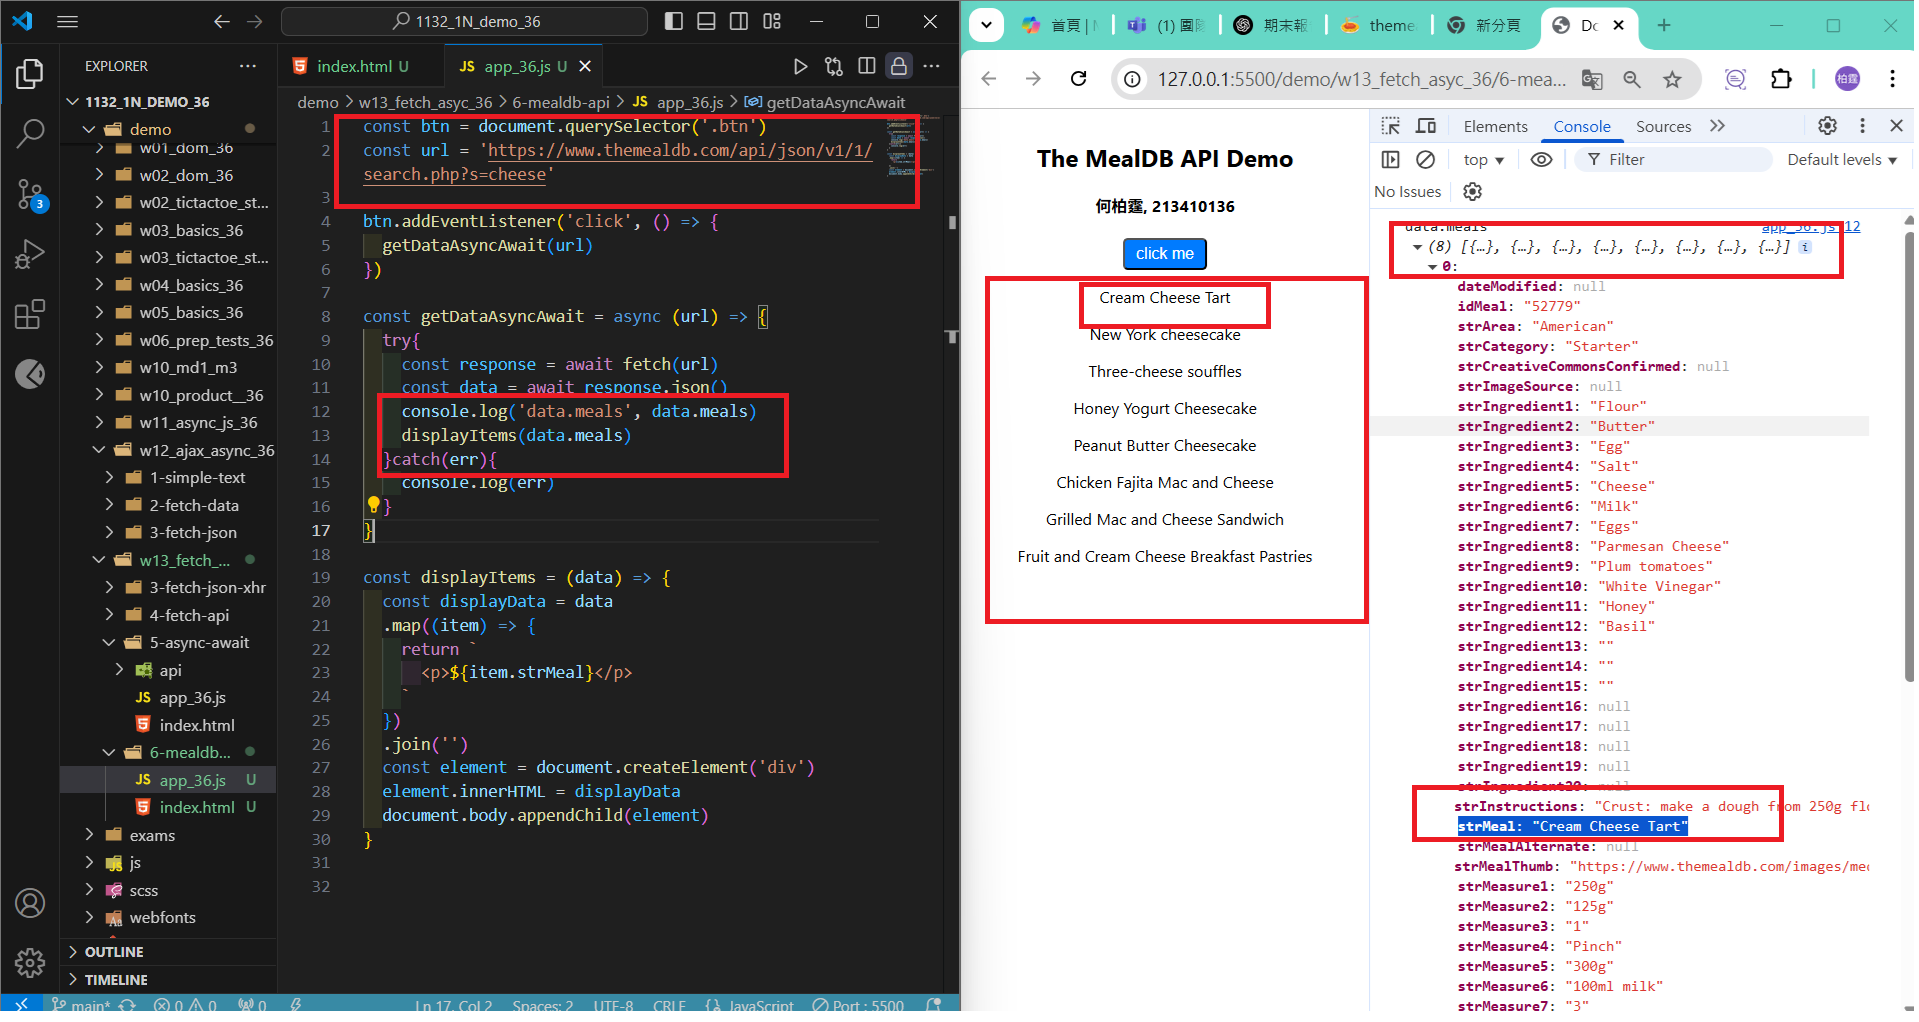 1132_1N_demo_36
EXPLORER
1132_1N_DEMO_36
demo
w01_dom_36
w02_dom_36
w02_tictactoe_st...
w03_basics_36
w03_tictactoe_st...
w04_basics_36
w05_basics_36
w06_prep_tests_36
w10_md1_m3
w10_product__36
w11_async_js_36
w12_ajax_async_36
1-simple-text
2-fetch-data
3-fetch-json
w13_fetch_...
3-fetch-json-xhr
4-fetch-api
5-async-await
api
JS app_36.js
index.html
6-mealdb...
JS app_36.js U
index.html U
exams
js
scss
webfonts
OUTLINE
TIMELINE
3
index.html U
JS app_36.js U
demo > w13_fetch_asyc_36 > 6-mealdb-api > JS app_36.js > getDataAsyncAwait
1 const btn = document.querySelector('.btn')
2 const url = 'https://www.themealdb.com/api/json/v1/1/
search.php?s=cheese'
3
4 btn.addEventListener('click', () => {
5 getDataAsyncAwait(url)
6 })
7
8 const getDataAsyncAwait = async (url) => {
9 try{
10 const response = await fetch(url)
11 const data = await response.json()
12 console.log('data.meals', data.meals)
13 displayItems(data.meals)
14 }catch(err){
15 console.log(err)
16 }
17 }
18
19 const displayItems = (data) => {
20 const displayData = data
21 .map((item) => {
22 return `
23 <p>${item.strMeal}</p>
24 `
25 })
26 .join('')
27 const element = document.createElement('div')
28 element.innerHTML = displayData
29 document.body.appendChild(element)
30 }
31
32
main* 0 0 0 Ln 17, Col 2 Spaces: 2 UTF-8 CRLF {} JavaScript Port : 5500
首頁 | (1) 團 期末報 theme 新分頁 Do
127.0.0.1:5500/demo/w13_fetch_asyc_36/6-mea...
柏霆
The MealDB API Demo
何柏霆, 213410136
click me
Cream Cheese Tart
New York cheesecake
Three-cheese souffles
Honey Yogurt Cheesecake
Peanut Butter Cheesecake
Chicken Fajita Mac and Cheese
Grilled Mac and Cheese Sandwich
Fruit and Cream Cheese Breakfast Pastries
Elements Console Sources
top Filter Default levels
No Issues
data.meals app_36.js:12
(8) [{…}, {…}, {…}, {…}, {…}, {…}, {…}, {…}]
0:
dateModified: null
idMeal: "52779"
strArea: "American"
strCategory: "Starter"
strCreativeCommonsConfirmed: null
strImageSource: null
strIngredient1: "Flour"
strIngredient2: "Butter"
strIngredient3: "Egg"
strIngredient4: "Salt"
strIngredient5: "Cheese"
strIngredient6: "Milk"
strIngredient7: "Eggs"
strIngredient8: "Parmesan Cheese"
strIngredient9: "Plum tomatoes"
strIngredient10: "White Vinegar"
strIngredient11: "Honey"
strIngredient12: "Basil"
strIngredient13: ""
strIngredient14: ""
strIngredient15: ""
strIngredient16: null
strIngredient17: null
strIngredient18: null
strIngredient19: null
strIngredient20: null
strInstructions: "Crust: make a dough from 250g flo
strMeal: "Cream Cheese Tart"
strMealAlternate: null
strMealThumb: "https://www.themealdb.com/images/med
strMeasure1: "250g"
strMeasure2: "125g"
strMeasure3: "1"
strMeasure4: "Pinch"
strMeasure5: "300g"
strMeasure6: "100ml milk"
strMeasure7: "3"